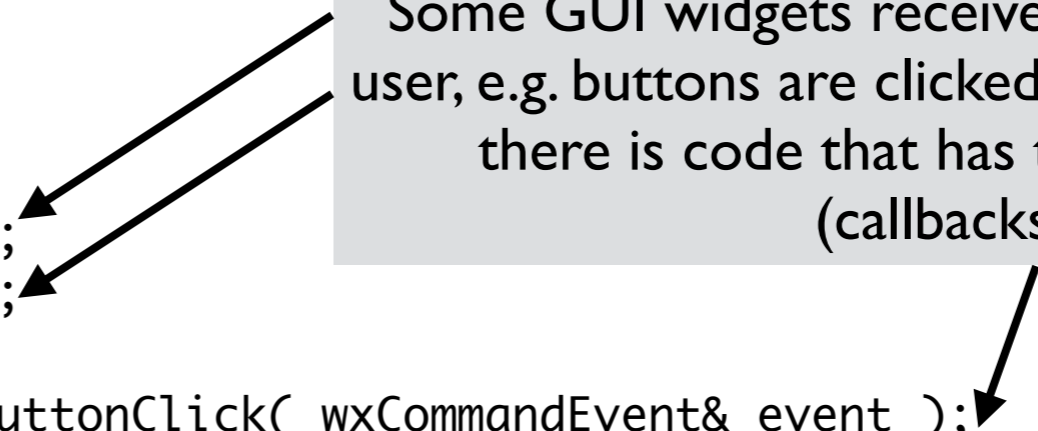 Some GUI widgets receive
user, e.g. buttons are clicked
there is code that has
(callbacks
;
;
uttonClick( wxCommandEvent& event );